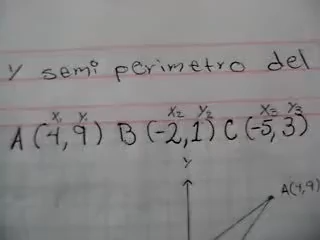 y semi perimetro del
x₁ y₁ x₂ y₂ x₃ y₃
A (4, 9) B (-2, 1) C (-5, 3)
y
A(4,9)